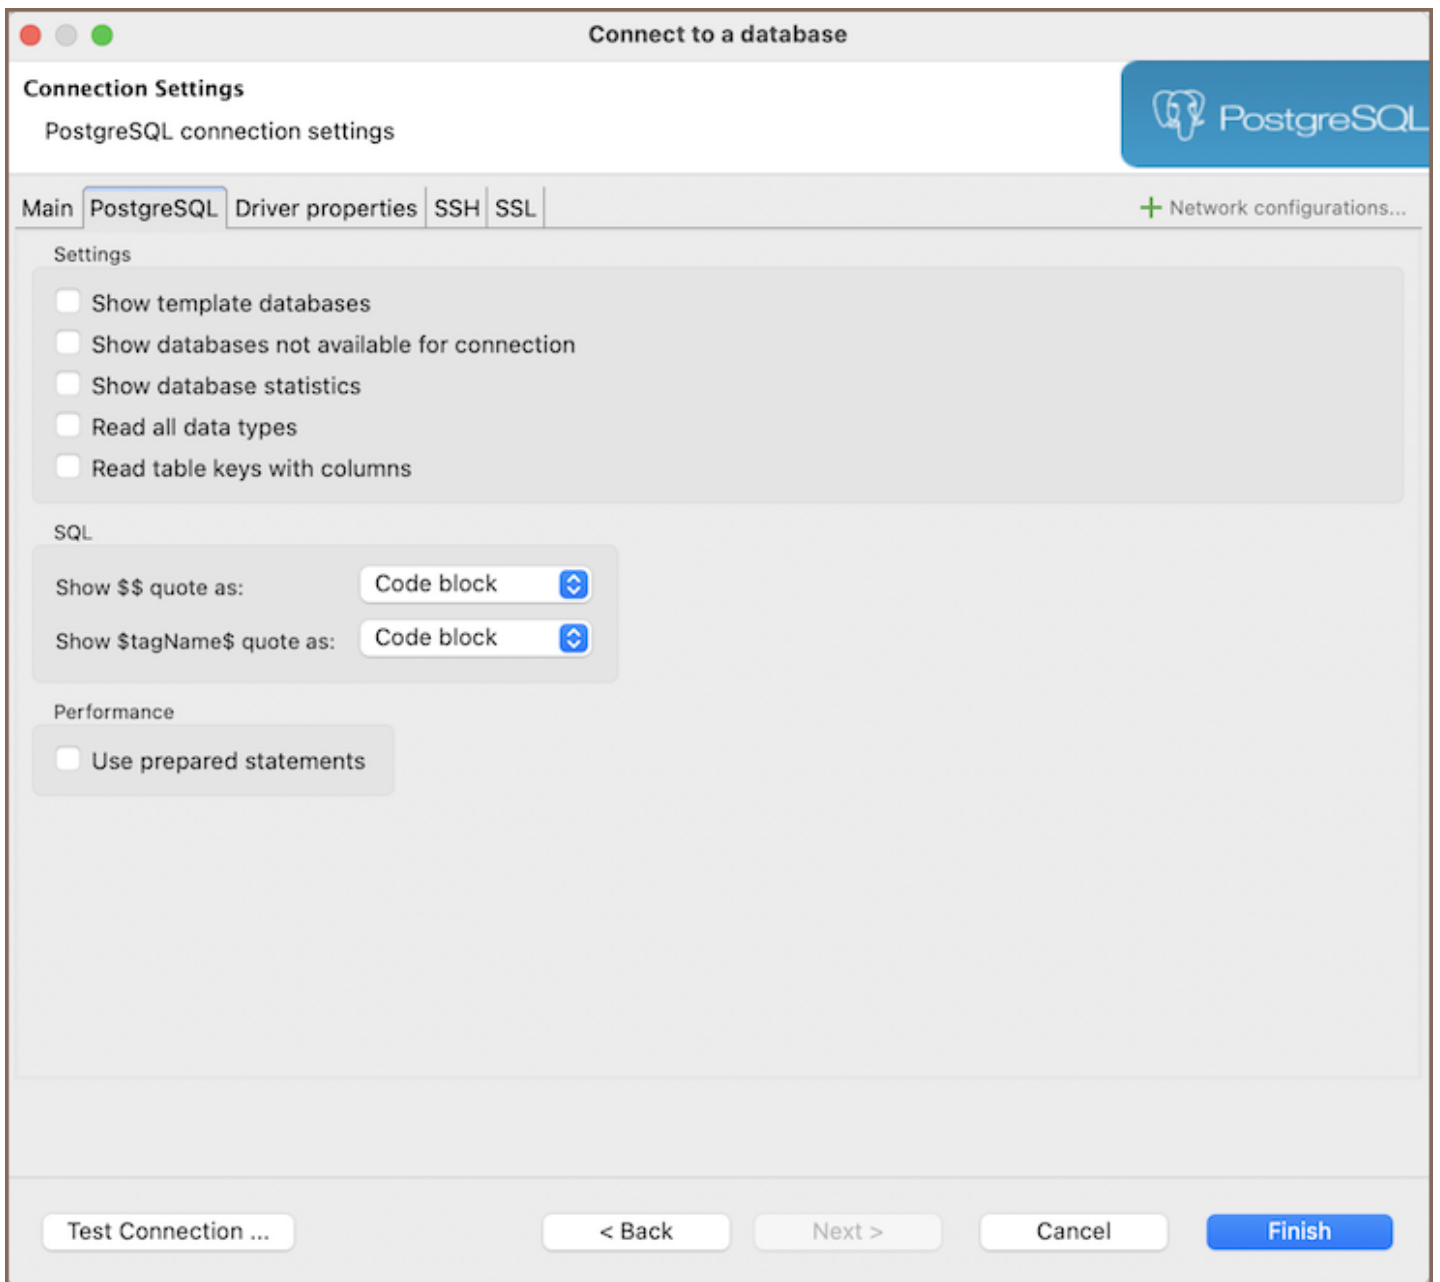 Connect to a database
Connection Settings
PostgreSQL connection settings
PostgreSQL
Main PostgreSQL Driver properties SSH SSL Network configurations...
Settings
Show template databases
Show databases not available for connection
Show database statistics
Read all data types
Read table keys with columns
SQL
Show $$ quote as: Code block
Show $tagName$ quote as: Code block
Performance
Use prepared statements
Test Connection ... < Back Next > Cancel Finish